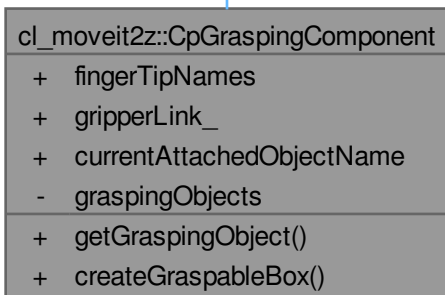 cl_moveit2z::CpGraspingComponent
+ fingerTipNames
+ gripperLink_
+ currentAttachedObjectName
- graspingObjects
+ getGraspingObject()
+ createGraspableBox()